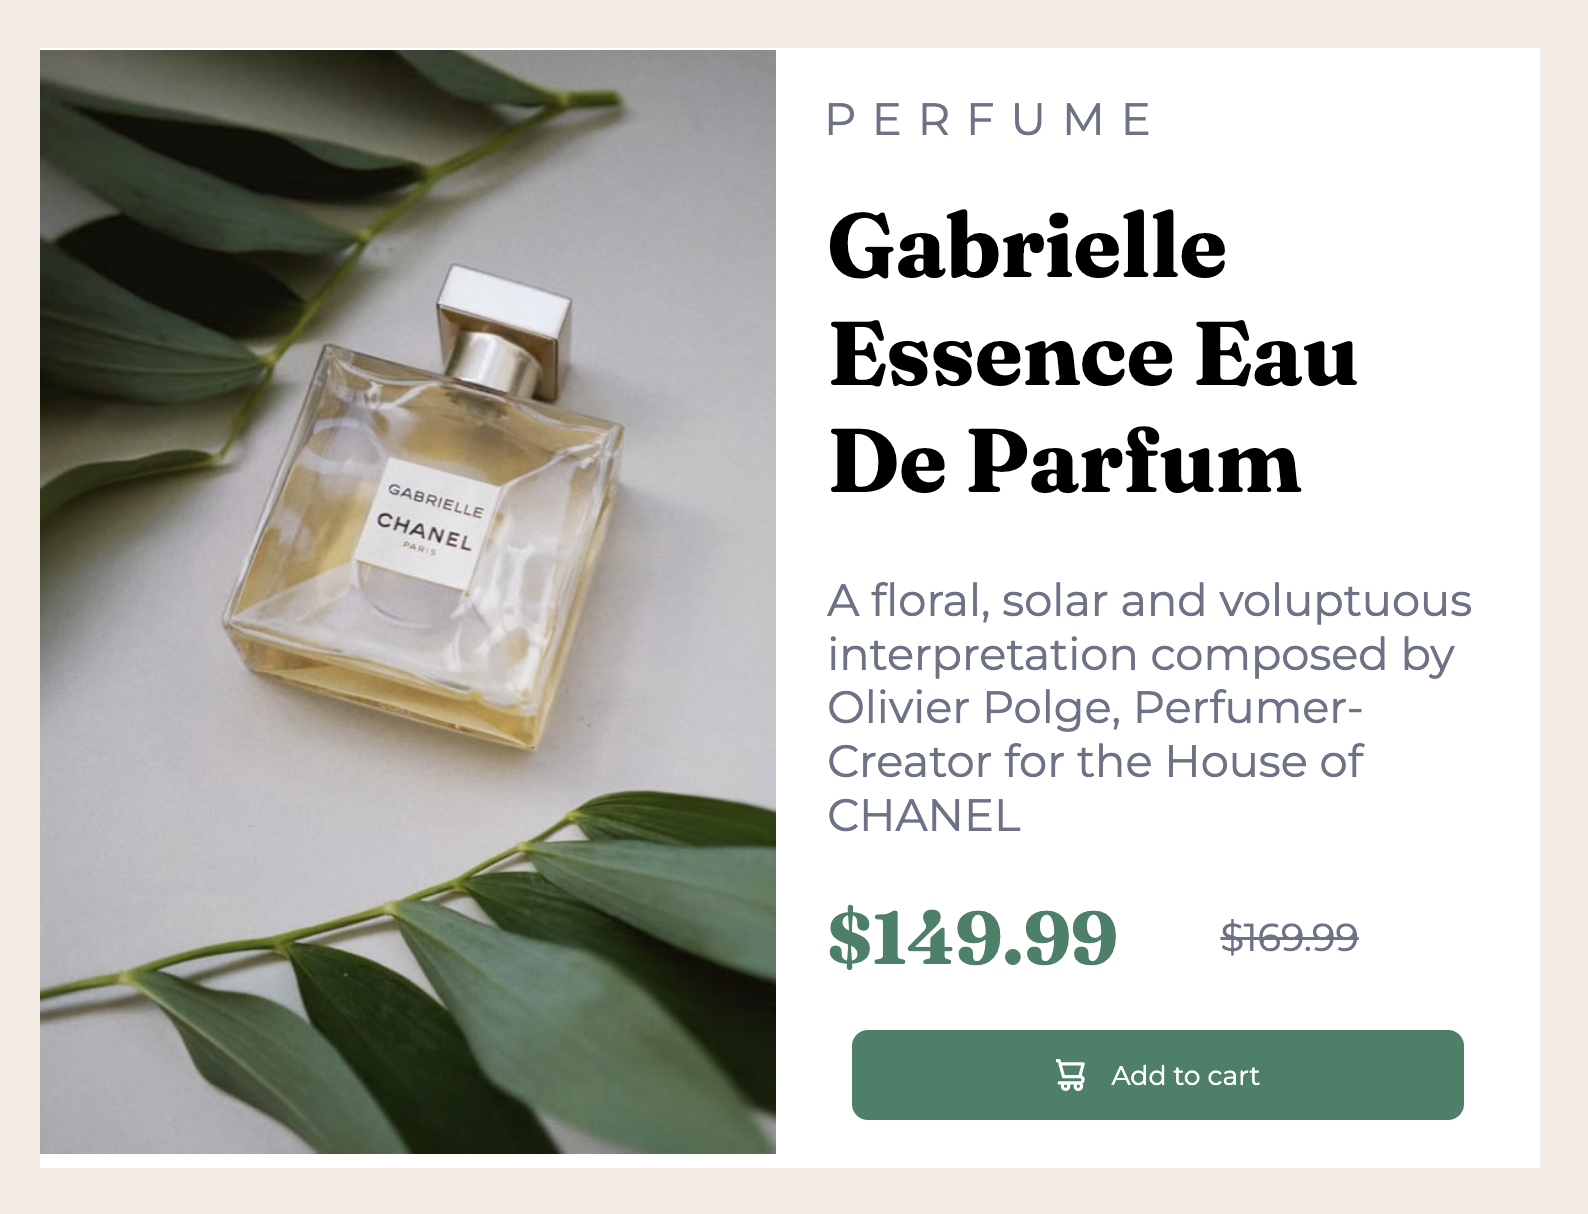 GABRIELLE
CHANEL
PARIS
PERFUME
Gabrielle
Essence Eau
De Parfum
A floral, solar and voluptuous
interpretation composed by
Olivier Polge, Perfumer-
Creator for the House of
CHANEL
$149.99 $169.99
Add to cart